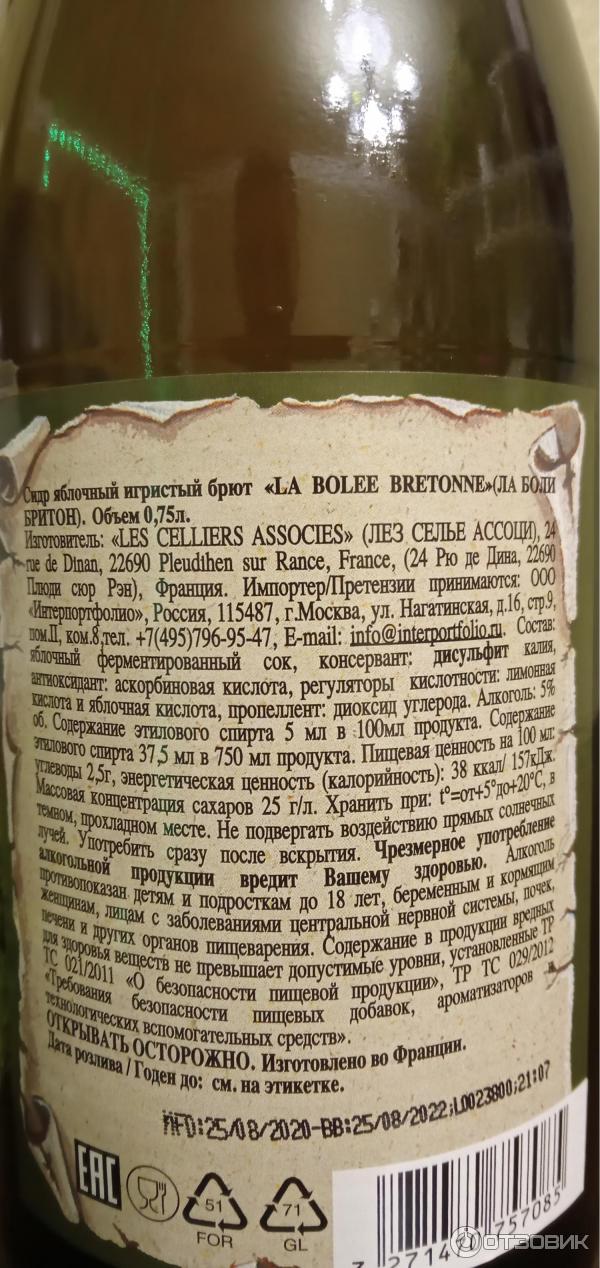 Сидр яблочный игристый брют «LA BOLEE BRETONNE»(ЛА БОЛИ
БРИТОН). Объем 0,75л.
Изготовитель: «LES CELLIERS ASSOCIES» (ЛЕЗ СЕЛЬЕ АССОЦИ), 24
rue de Dinan, 22690 Pleudihen sur Rance, France, (24 Рю де Дина, 22690
Плюди сюр Рэн), Франция. Импортер/Претензии принимаются: ООО
«Интерпортфолио», Россия, 115487, г.Москва, ул. Нагатинская, д.16, стр.9,
пом.II, ком.8,тел. +7(495)796-95-47, E-mail: info@interportfolio.ru. Состав:
яблочный ферментированный сок, консервант: дисульфит калия,
антиоксидант: аскорбиновая кислота, регуляторы кислотности: лимонная
кислота и яблочная кислота, пропеллент: диоксид углерода. Алкоголь: 5%
об. Содержание этилового спирта 5 мл в 100мл продукта. Содержание
этилового спирта 37,5 мл в 750 мл продукта. Пищевая ценность на 100 мл:
углеводы 2,5г, энергетическая ценность (калорийность): 38 ккал/ 157кДж.
Массовая концентрация сахаров 25 г/л. Хранить при: t°=от+5°до+20°С, в
темном, прохладном месте. Не подвергать воздействию прямых солнечных
лучей. Употребить сразу после вскрытия. Чрезмерное употребление
алкогольной продукции вредит Вашему здоровью. Алкоголь
противопоказан детям и подросткам до 18 лет, беременным и кормящим
женщинам, лицам с заболеваниями центральной нервной системы, почек,
печени и других органов пищеварения. Содержание в продукции вредных
для здоровья веществ не превышает допустимые уровни, установленные ТР
ТС 021/2011 «О безопасности пищевой продукции», ТР ТС 029/2012
«Требования безопасности пищевых добавок, ароматизаторов и
технологических вспомогательных средств».
ОТКРЫВАТЬ ОСТОРОЖНО. Изготовлено во Франции.
Дата розлива / Годен до: см. на этикетке.
MFD:25/08/2020-BB:25/08/2022;L0023800;21:07
EAC
51
FOR
71
GL
3 2714 757085
ОТЗОВИК